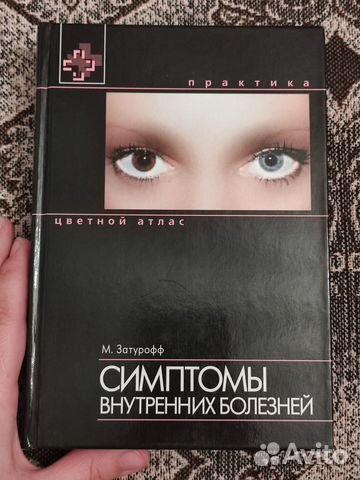 практика
цветной атлас
М. Затурофф
СИМПТОМЫ
ВНУТРЕННИХ БОЛЕЗНЕЙ
Avito